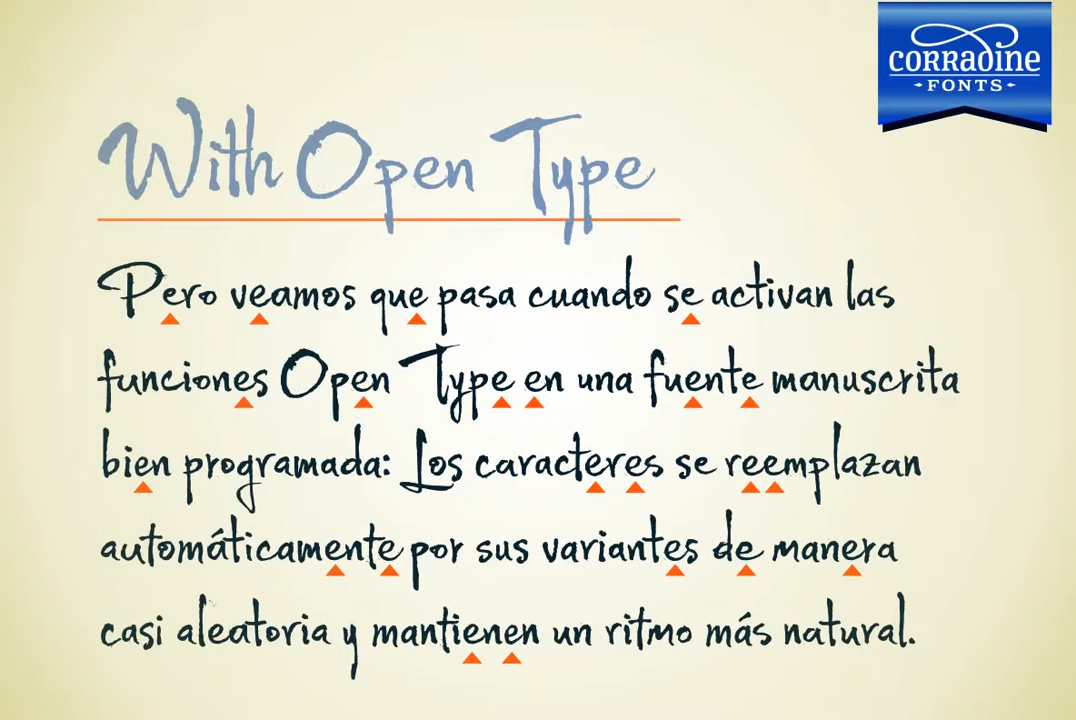 CORRADINE
FONTS
With Open Type
Pero veamos que pasa cuando se activan las
funciones Open Type en una fuente manuscrita
bien programada: Los caracteres se reemplazan
automáticamente por sus variantes de manera
casi aleatoria y mantienen un ritmo más natural.